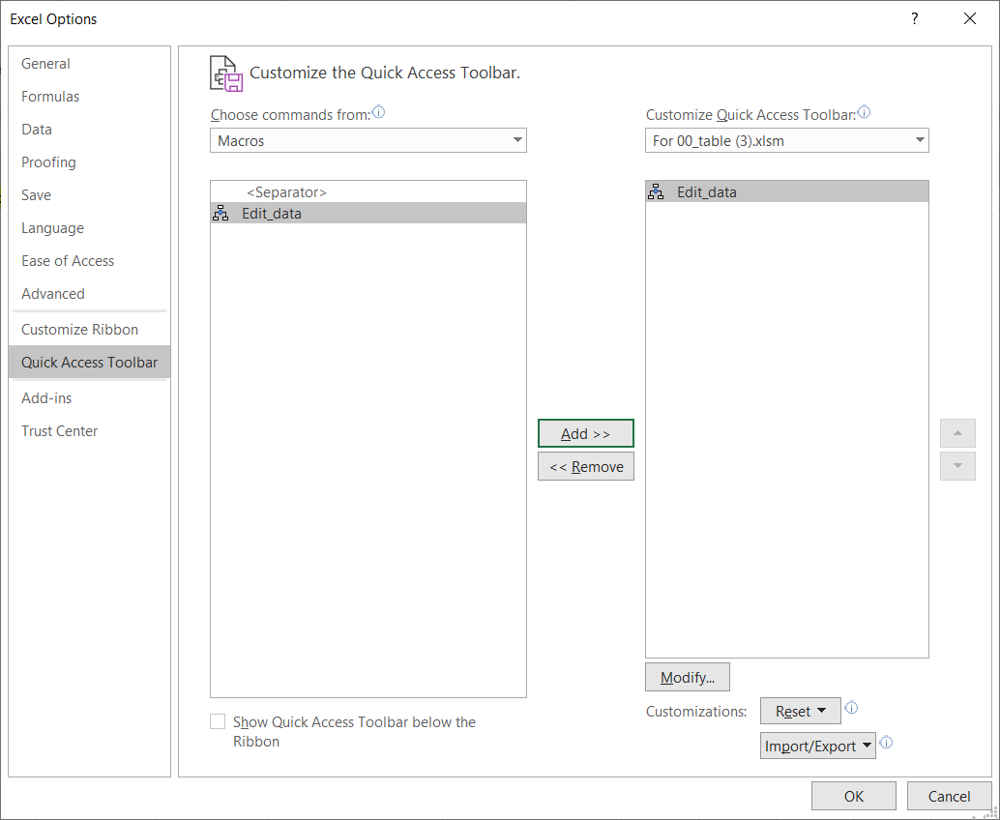 Excel Options
?
General
Formulas
Data
Proofing
Save
Language
Ease of Access
Advanced
Customize Ribbon
Quick Access Toolbar
Add-ins
Trust Center
Customize the Quick Access Toolbar.
Choose commands from:
Macros
<Separator>
Edit_data
Show Quick Access Toolbar below the
Ribbon
Add >>
<< Remove
Customize Quick Access Toolbar:
For 00_table (3).xlsm
Edit_data
Modify...
Customizations:
Reset
Import/Export
OK
Cancel